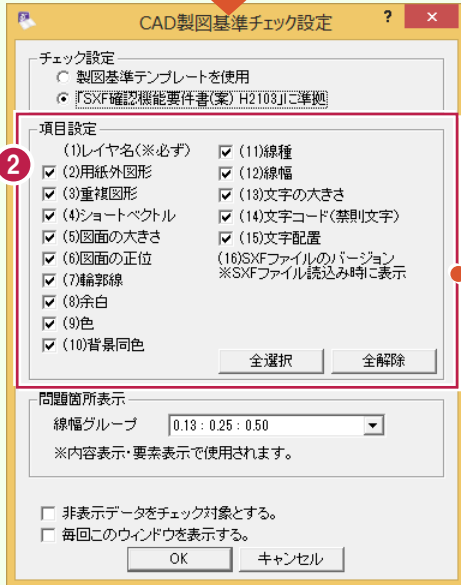 CAD製図基準チェック設定 ? ×
チェック設定
製図基準テンプレートを使用
「SXF確認機能要件書(案) H2103」に準拠
2
項目設定
(1)レイヤ名(※必ず)
(2)用紙外図形
(3)重複図形
(4)ショートベクトル
(5)図面の大きさ
(6)図面の正位
(7)輪郭線
(8)余白
(9)色
(10)背景同色
(11)線種
(12)線幅
(13)文字の大きさ
(14)文字コード(禁則文字)
(15)文字配置
(16)SXFファイルのバージョン
※SXFファイル読込み時に表示
全選択 全解除
問題箇所表示
線幅グループ 0.13 : 0.25 : 0.50
※内容表示・要素表示で使用されます。
非表示データをチェック対象とする。
毎回このウィンドウを表示する。
OK キャンセル